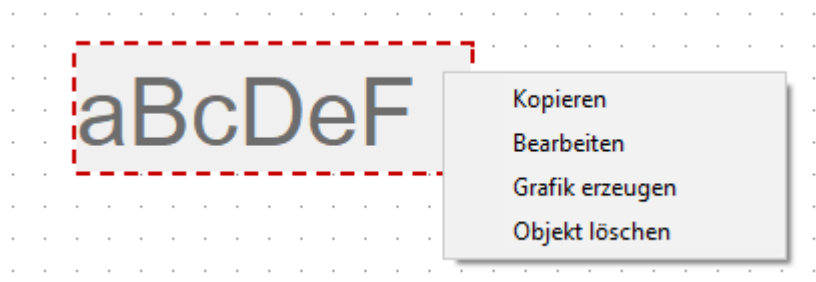 aBcDeF
Kopieren
Bearbeiten
Grafik erzeugen
Objekt löschen